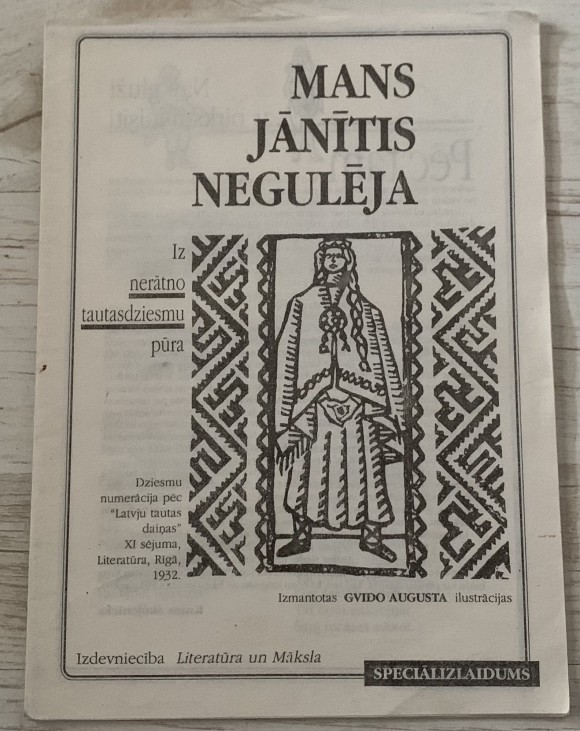 MANS
JĀNĪTIS
NEGULĒJA
Iz
nerātno
tautasdziesmu
pūra
Dziesmu
numerācija pēc
"Latvju tautas
daiņas"
XI sējuma,
Literatūra, Rīgā,
1932.
Izmantotas GVIDO AUGUSTA ilustrācijas
Izdevniecība Literatūra un Māksla
SPECIĀLIZLAIDUMS